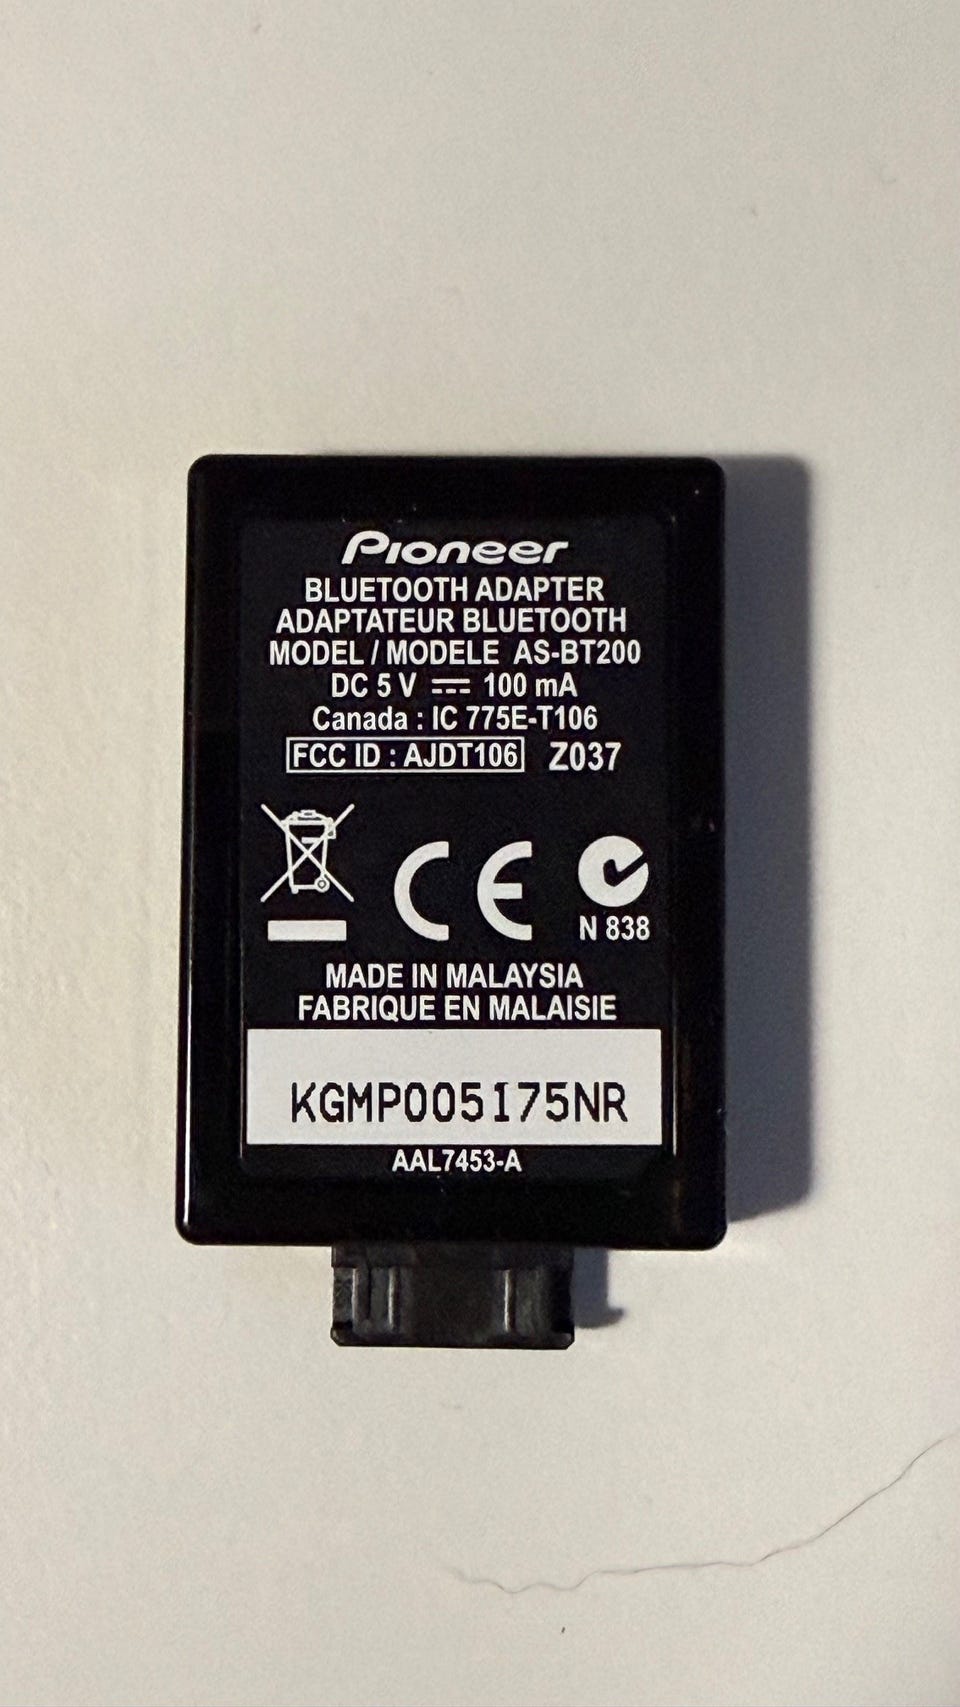 Pioneer
BLUETOOTH ADAPTER
ADAPTATEUR BLUETOOTH
MODEL / MODELE AS-BT200
DC 5 V ⎓ 100 mA
Canada : IC 775E-T106
FCC ID : AJDT106 Z037
CE
N 838
MADE IN MALAYSIA
FABRIQUE EN MALAISIE
KGMP005175NR
AAL7453-A